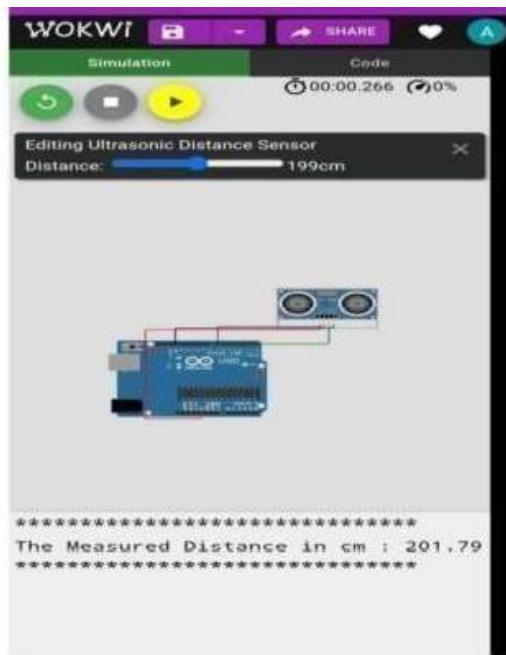 WOKWI
SHARE
A
Simulation
Code
00:00.266
0%
Editing Ultrasonic Distance Sensor
Distance:
199cm
UNO
********************************
The Measured Distance in cm : 201.79
********************************